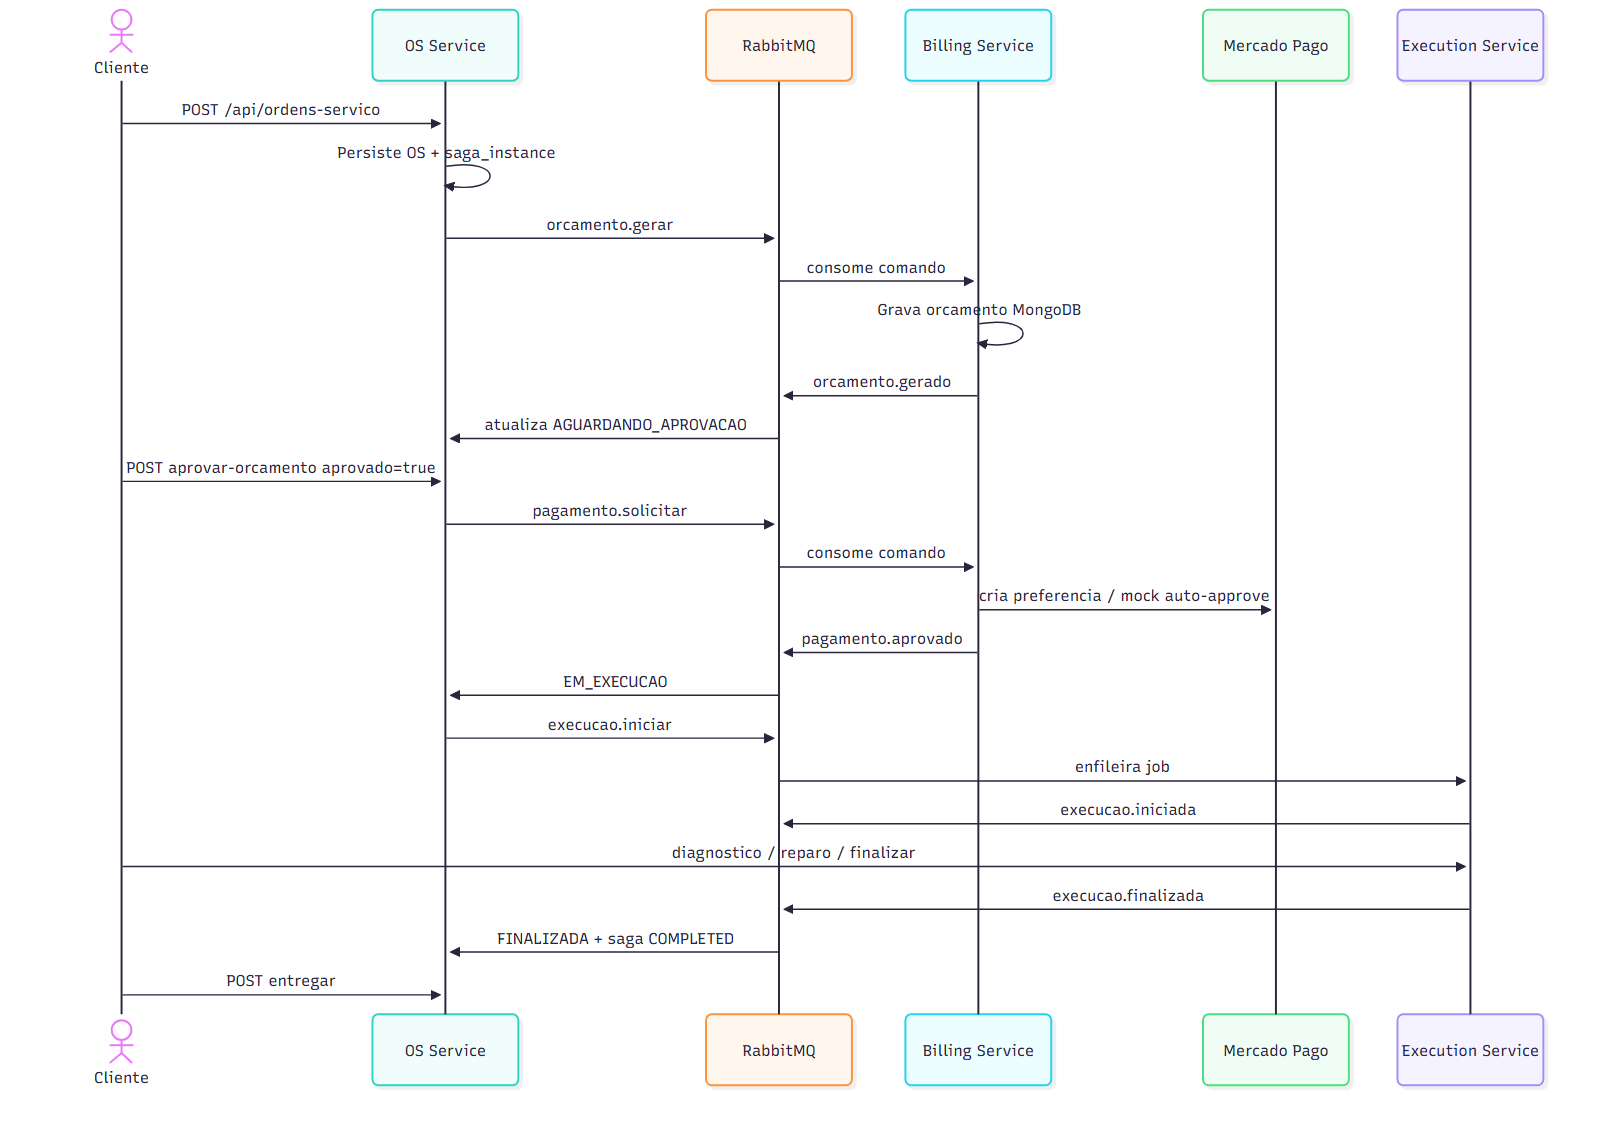 Cliente
OS Service
RabbitMQ
Billing Service
Mercado Pago
Execution Service
POST /api/ordens-servico
Persiste OS + saga_instance
orcamento.gerar
consome comando
Grava orcamento MongoDB
orcamento.gerado
atualiza AGUARDANDO_APROVACAO
POST aprovar-orcamento aprovado=true
pagamento.solicitar
consome comando
cria preferencia / mock auto-approve
pagamento.aprovado
EM_EXECUCAO
execucao.iniciar
enfileira job
execucao.iniciada
diagnostico / reparo / finalizar
execucao.finalizada
FINALIZADA + saga COMPLETED
POST entregar
Cliente
OS Service
RabbitMQ
Billing Service
Mercado Pago
Execution Service